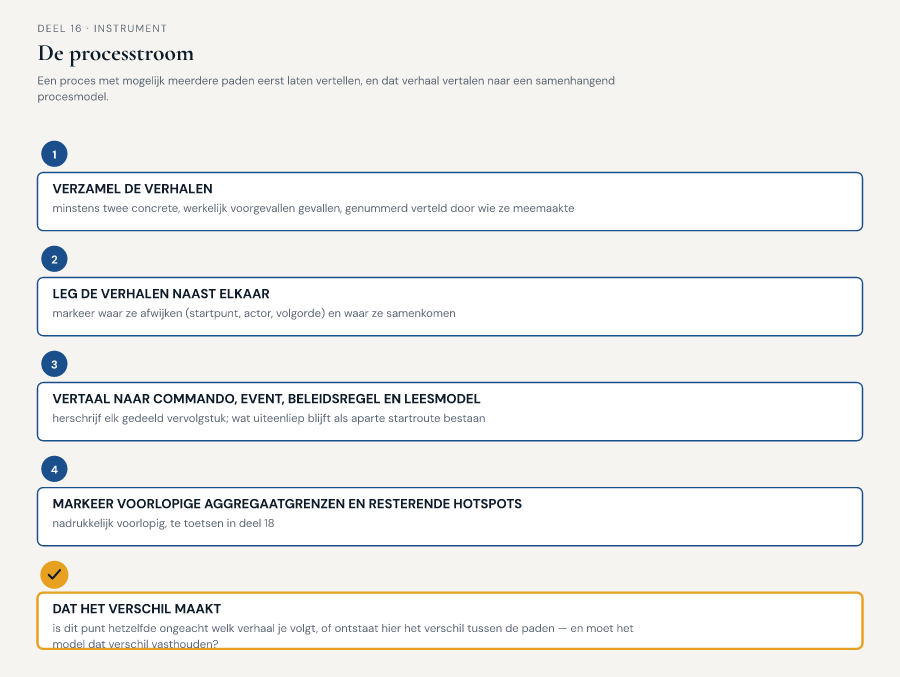 DEEL 16 · INSTRUMENT
De processtroom
Een proces met mogelijk meerdere paden eerst laten vertellen, en dat verhaal vertalen naar een samenhangend
procesmodel.
1
VERZAMEL DE VERHALEN
minstens twee concrete, werkelijk voorgevallen gevallen, genummerd verteld door wie ze meemaakte
2
LEG DE VERHALEN NAAST ELKAAR
markeer waar ze afwijken (startpunt, actor, volgorde) en waar ze samenkomen
3
VERTAAL NAAR COMMANDO, EVENT, BELEIDSREGEL EN LEESMODEL
herschrijf elk gedeeld vervolgstuk; wat uiteenliep blijft als aparte startroute bestaan
4
MARKEER VOORLOPIGE AGGREGAATGRENZEN EN RESTERENDE HOTSPOTS
nadrukkelijk voorlopig, te toetsen in deel 18
DAT HET VERSCHIL MAAKT
is dit punt hetzelfde ongeacht welk verhaal je volgt, of ontstaat hier het verschil tussen de paden — en moet het
model dat verschil vasthouden?